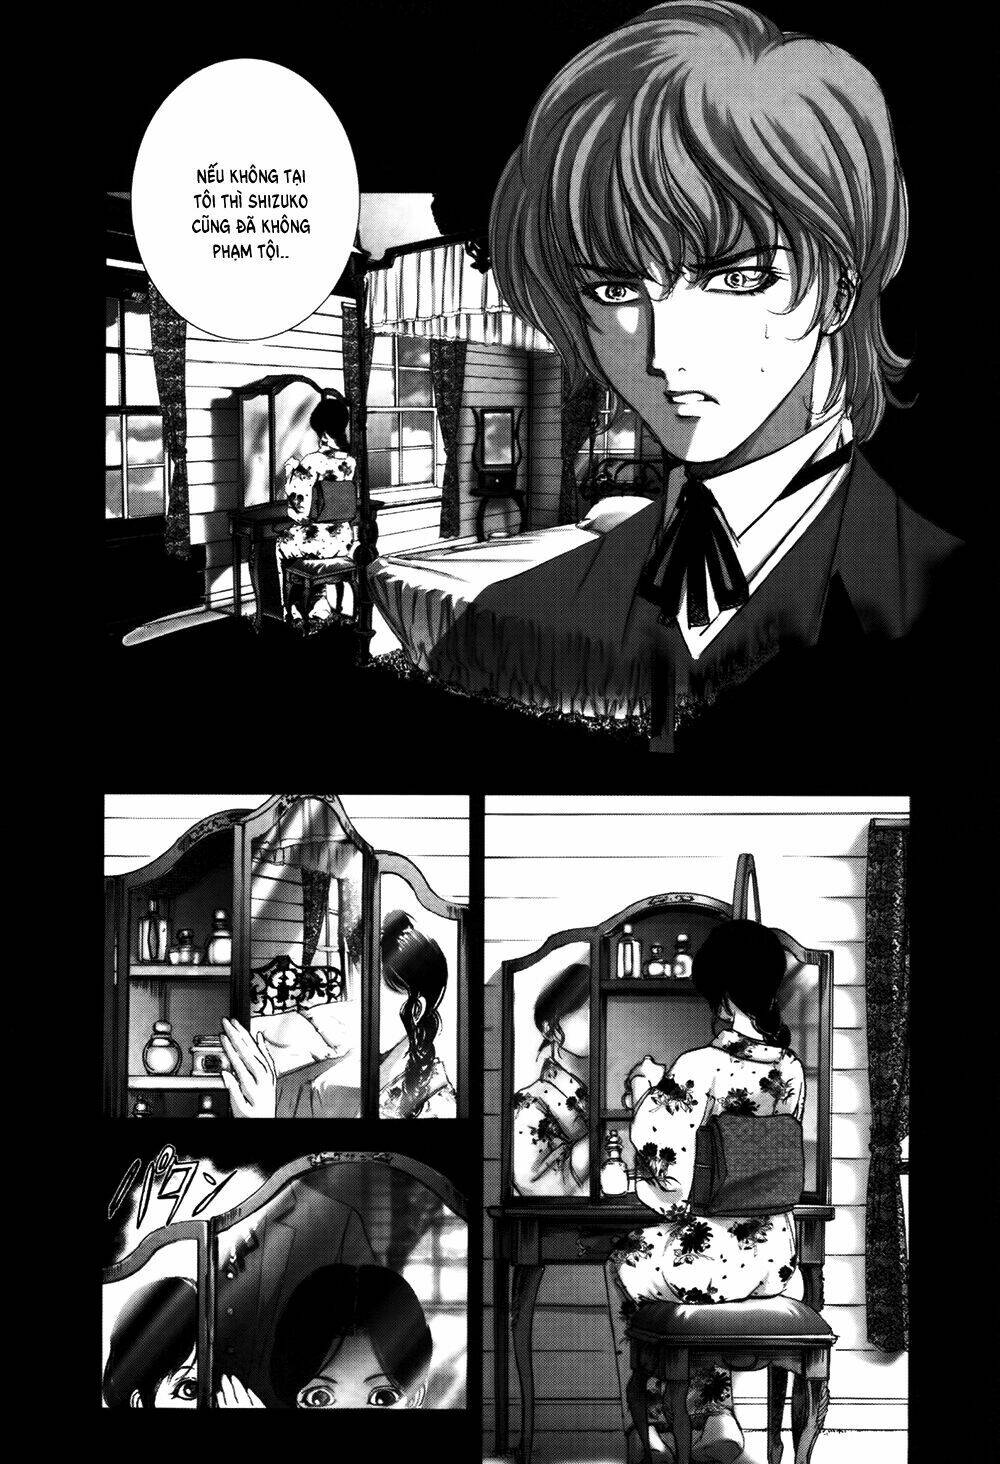 NẾU KHÔNG TẠI
TÔI THÌ SHIZUKO
CŨNG ĐÃ KHÔNG
PHẠM TỘI..
パタン